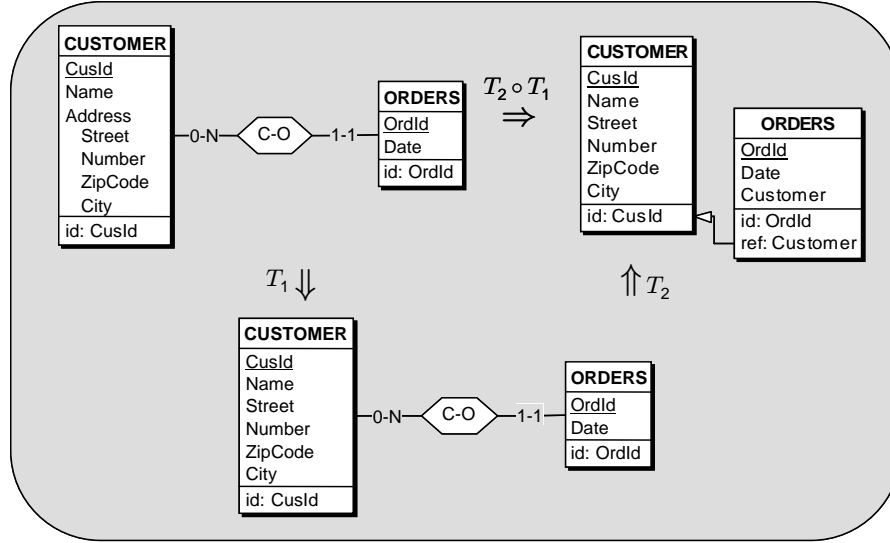 CUSTOMER
CusId
Name
Address
Street
Number
ZipCode
City
id: CusId
0-N
C-O
1-1
ORDERS
OrdId
Date
id: OrdId
T₂ ∘ T₁
⇒
CUSTOMER
CusId
Name
Street
Number
ZipCode
City
id: CusId
ORDERS
OrdId
Date
Customer
id: OrdId
ref: Customer
T₁ ⇓
⇑ T₂
CUSTOMER
CusId
Name
Street
Number
ZipCode
City
id: CusId
0-N
C-O
1-1
ORDERS
OrdId
Date
id: OrdId